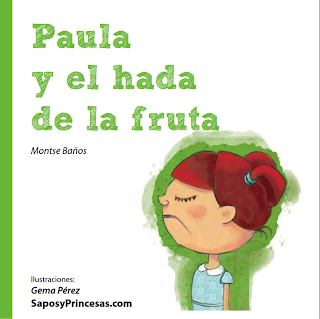 Paula
y el hada
de la fruta
Montse Baños
Ilustraciones:
Gema Pérez
SaposyPrincesas.com